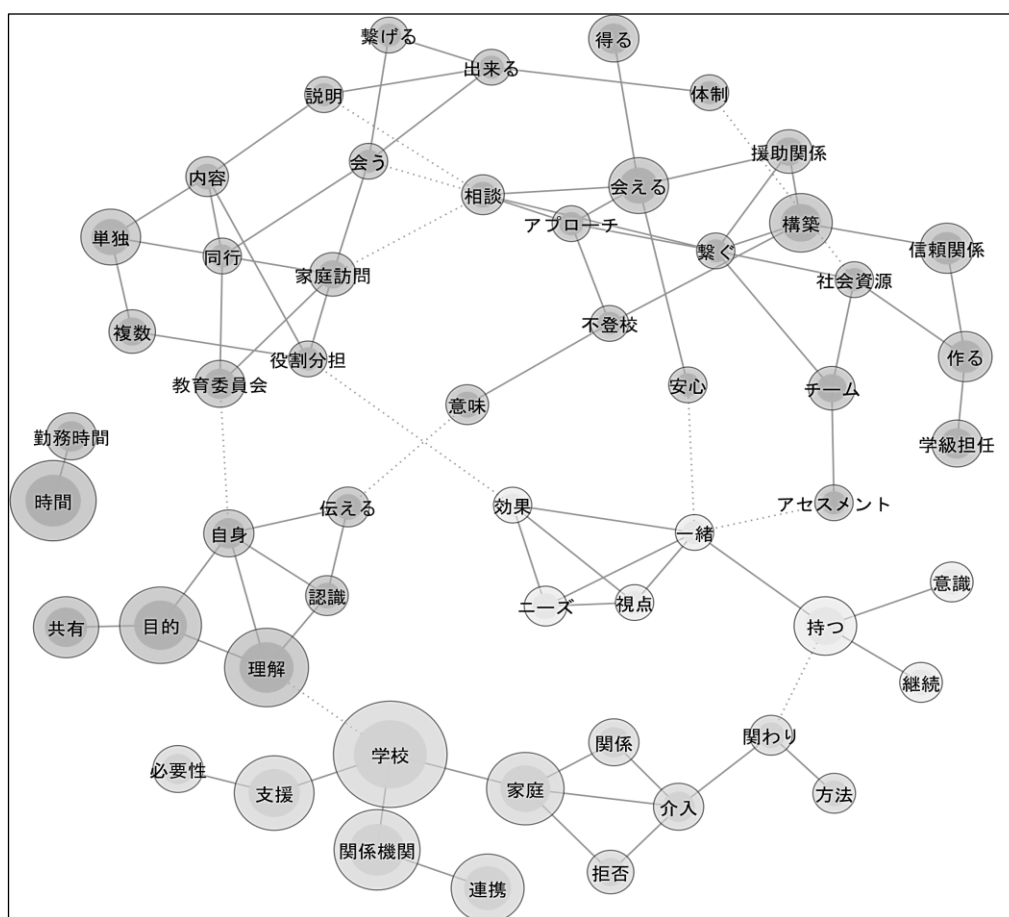 繋げる
得る
出来る
説明
体制
会う
援助関係
内容
相談
会える
アプローチ
構築
単独
同行
家庭訪問
繋ぐ
信頼関係
社会資源
複数
不登校
役割分担
作る
教育委員会
意味
安心
チーム
勤務時間
学級担任
時間
伝える
効果
アセスメント
自身
一緒
認識
ニーズ
視点
意識
共有
目的
持つ
理解
継続
学校
関係
関わり
必要性
支援
家庭
介入
方法
関係機関
拒否
連携